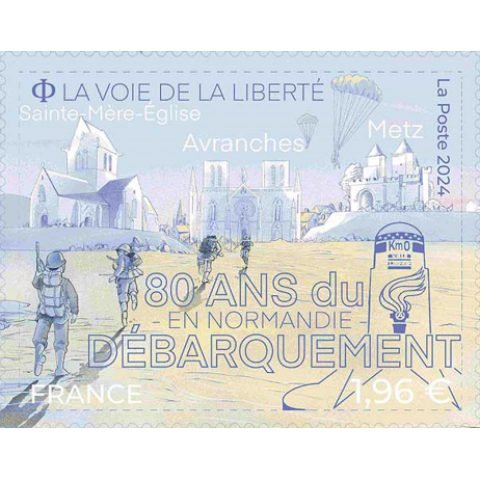 Φ LA VOIE DE LA LIBERTÉ
Sainte-Mère-Église
Avranches
Metz
La Poste 2024
Km0
80 ANS du
- EN NORMANDIE -
DÉBARQUEMENT
FRANCE
1,96 €